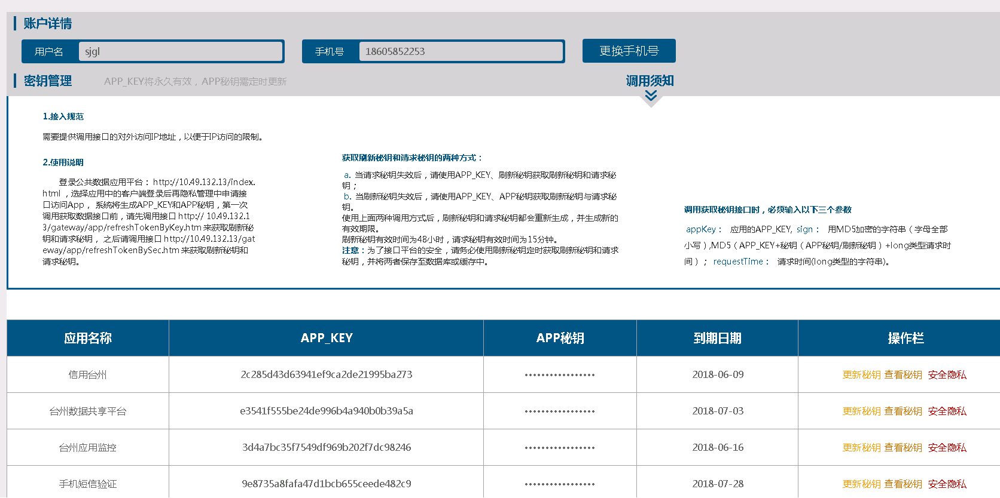 账户详情
用户名 sjgl 手机号 18605852253 更换手机号
密钥管理 APP_KEY将永久有效，APP秘钥需定时更新 调用须知
1.接入规范
需要提供调用接口的对外访问IP地址，以便于IP访问的限制。
2.使用说明
登录公共数据应用平台： http://10.49.132.13/index.
html ，选择应用中的客户端登录后再隐私管理中申请接
口访问App， 系统将生成APP_KEY和APP秘钥，第一次
调用获取数据接口前，请先调用接口 http:// 10.49.132.1
3/gateway/app/refreshTokenByKey.htm 来获取刷新秘
钥和请求秘钥， 之后请调用接口 http://10.49.132.13/gat
eway/app/refreshTokenBySec.htm 来获取刷新秘钥和
请求秘钥。
获取刷新秘钥和请求秘钥的两种方式：
a. 当请求秘钥失效后，请使用APP_KEY、刷新秘钥获取刷新秘钥和请求秘
钥；
b. 当刷新秘钥失效后，请使用APP_KEY、APP秘钥获取刷新秘钥与请求秘
钥。
使用上面两种调用方式后，刷新秘钥和请求秘钥都会重新生成，并生成新的
有效期限。
刷新秘钥有效时间为48小时，请求秘钥有效时间为15分钟。
注意：为了接口平台的安全，请务必使用刷新秘钥定时获取刷新秘钥和请求
秘钥，并将两者保存至数据库或缓存中。
调用获取秘钥接口时，必须输入以下三个参数
appKey： 应用的APP_KEY, sign： 用MD5加密的字符串（字母全部
小写）,MD5（APP_KEY+秘钥（APP秘钥/刷新秘钥）+long类型请求时
间）； requestTime： 请求时间(long类型的字符串)。
应用名称 APP_KEY APP秘钥 到期日期 操作栏
信用台州 2c285d43d63941ef9ca2de21995ba273 ••••••••••••••••• 2018-06-09 更新秘钥 查看秘钥 安全隐私
台州数据共享平台 e3541f555be24de996b4a940b0b39a5a ••••••••••••••••• 2018-07-03 更新秘钥 查看秘钥 安全隐私
台州应用监控 3d4a7bc35f7549df969b202f7dc98246 ••••••••••••••••• 2018-06-16 更新秘钥 查看秘钥 安全隐私
手机短信验证 9e8735a8fafa47d1bcb655ceede482c9 ••••••••••••••••• 2018-07-28 更新秘钥 查看秘钥 安全隐私